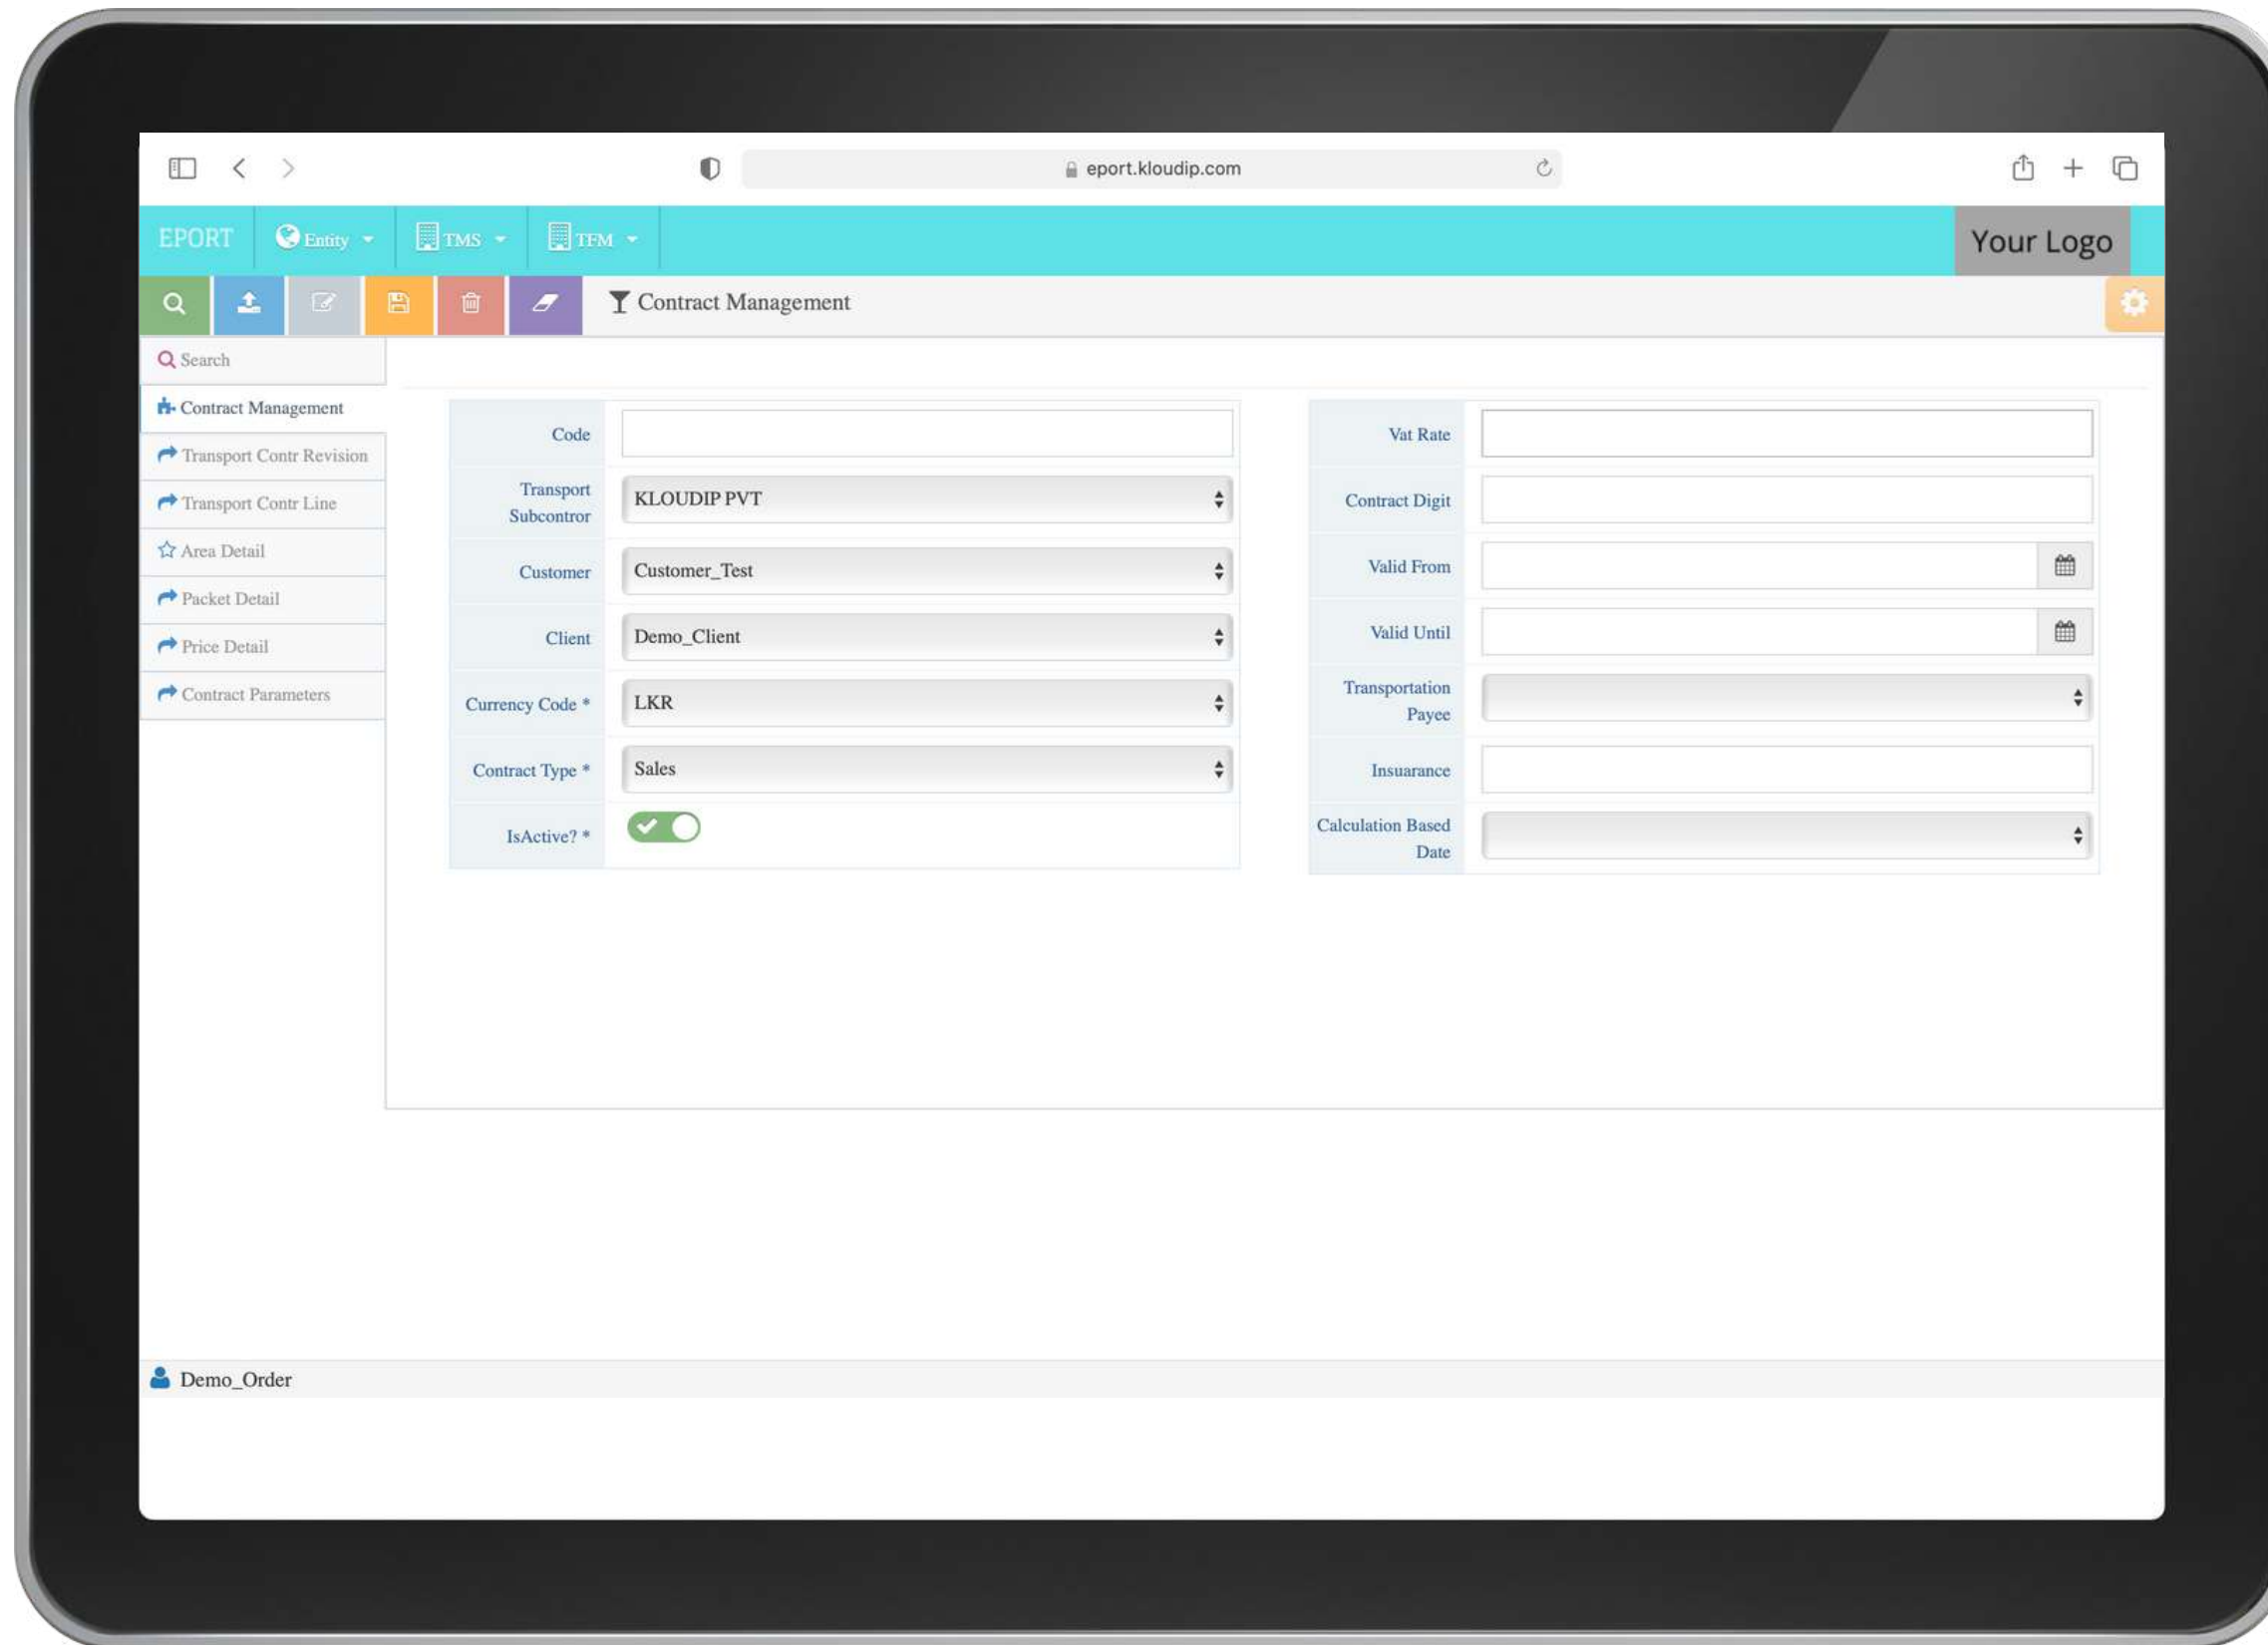 eport.kloudip.com
EPORT Entity TMS TFM Your Logo
Contract Management
Search
Contract Management
Transport Contr Revision
Transport Contr Line
Area Detail
Packet Detail
Price Detail
Contract Parameters
Code
Transport
Subcontror
KLOUDIP PVT
Customer Customer_Test
Client Demo_Client
Currency Code * LKR
Contract Type * Sales
IsActive? *
Vat Rate
Contract Digit
Valid From
Valid Until
Transportation
Payee
Insuarance
Calculation Based
Date
Demo_Order